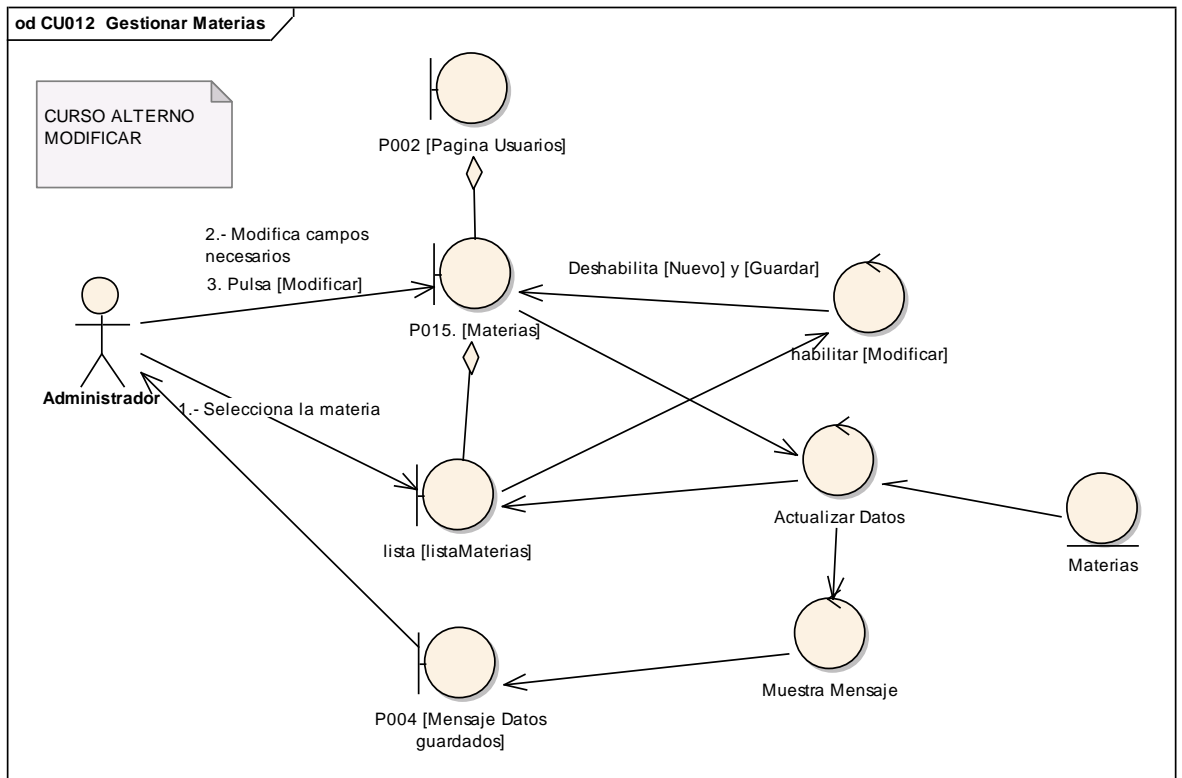 od CU012 Gestionar Materias
CURSO ALTERNO
MODIFICAR
P002 [Pagina Usuarios]
2.- Modifica campos
necesarios
3. Pulsa [Modificar]
Deshabilita [Nuevo] y [Guardar]
P015. [Materias]
habilitar [Modificar]
Administrador
1.- Selecciona la materia
Actualizar Datos
lista [listaMaterias]
Materias
Muestra Mensaje
P004 [Mensaje Datos
guardados]